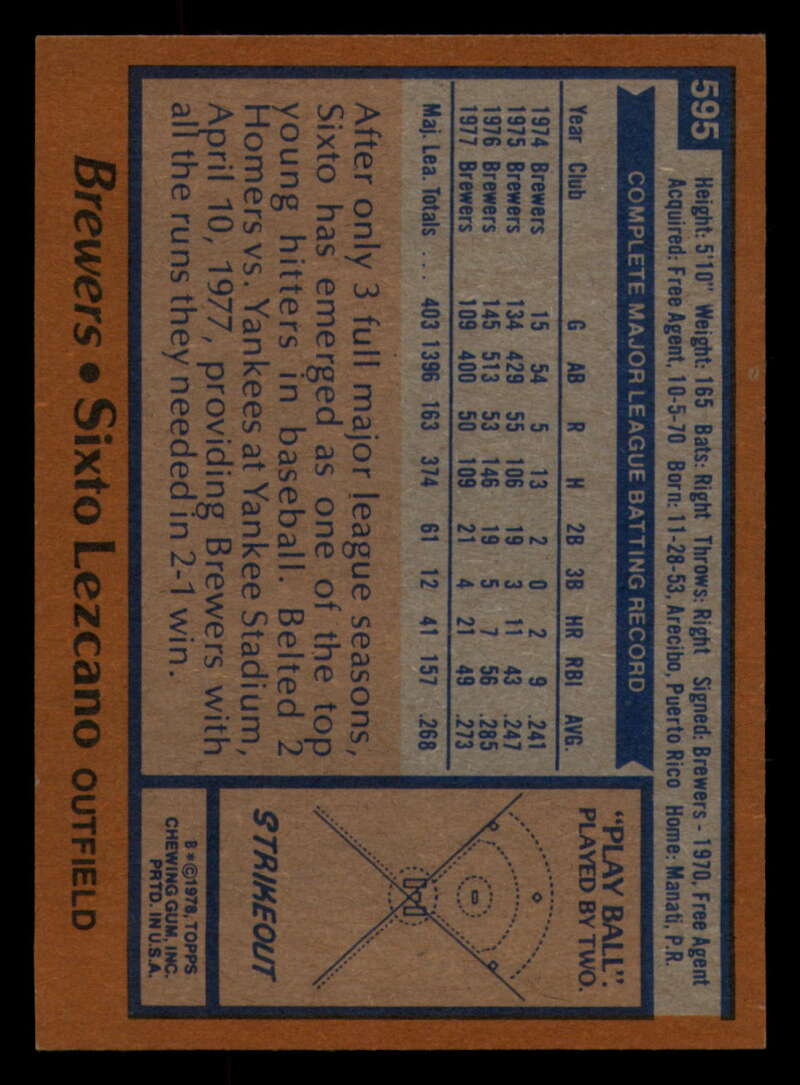 595
Height: 5'10" Weight: 165 Bats: Right Throws: Right Signed: Brewers - 1970, Free Agent
Acquired: Free Agent, 10-5-70 Born: 11-28-53, Arecibo, Puerto Rico Home: Manati, P.R.
COMPLETE MAJOR LEAGUE BATTING RECORD
Year Club G AB R H 2B 3B HR RBI AVG.
1974 Brewers 15 54 5 13 2 0 2 9 .241
1975 Brewers 134 429 55 106 19 3 11 43 .247
1976 Brewers 145 513 53 146 19 5 7 56 .285
1977 Brewers 109 400 50 109 21 4 21 49 .273
Maj. Lea. Totals .... 403 1396 163 374 61 12 41 157 .268
After only 3 full major league seasons,
Sixto has emerged as one of the top
young hitters in baseball. Belted 2
Homers vs. Yankees at Yankee Stadium,
April 10, 1977, providing Brewers with
all the runs they needed in 2-1 win.
"PLAY BALL"
PLAYED BY TWO.
STRIKEOUT
B*©1978, TOPPS
CHEWING GUM, INC.
PRTD. IN U.S.A.
Brewers • Sixto Lezcano OUTFIELD